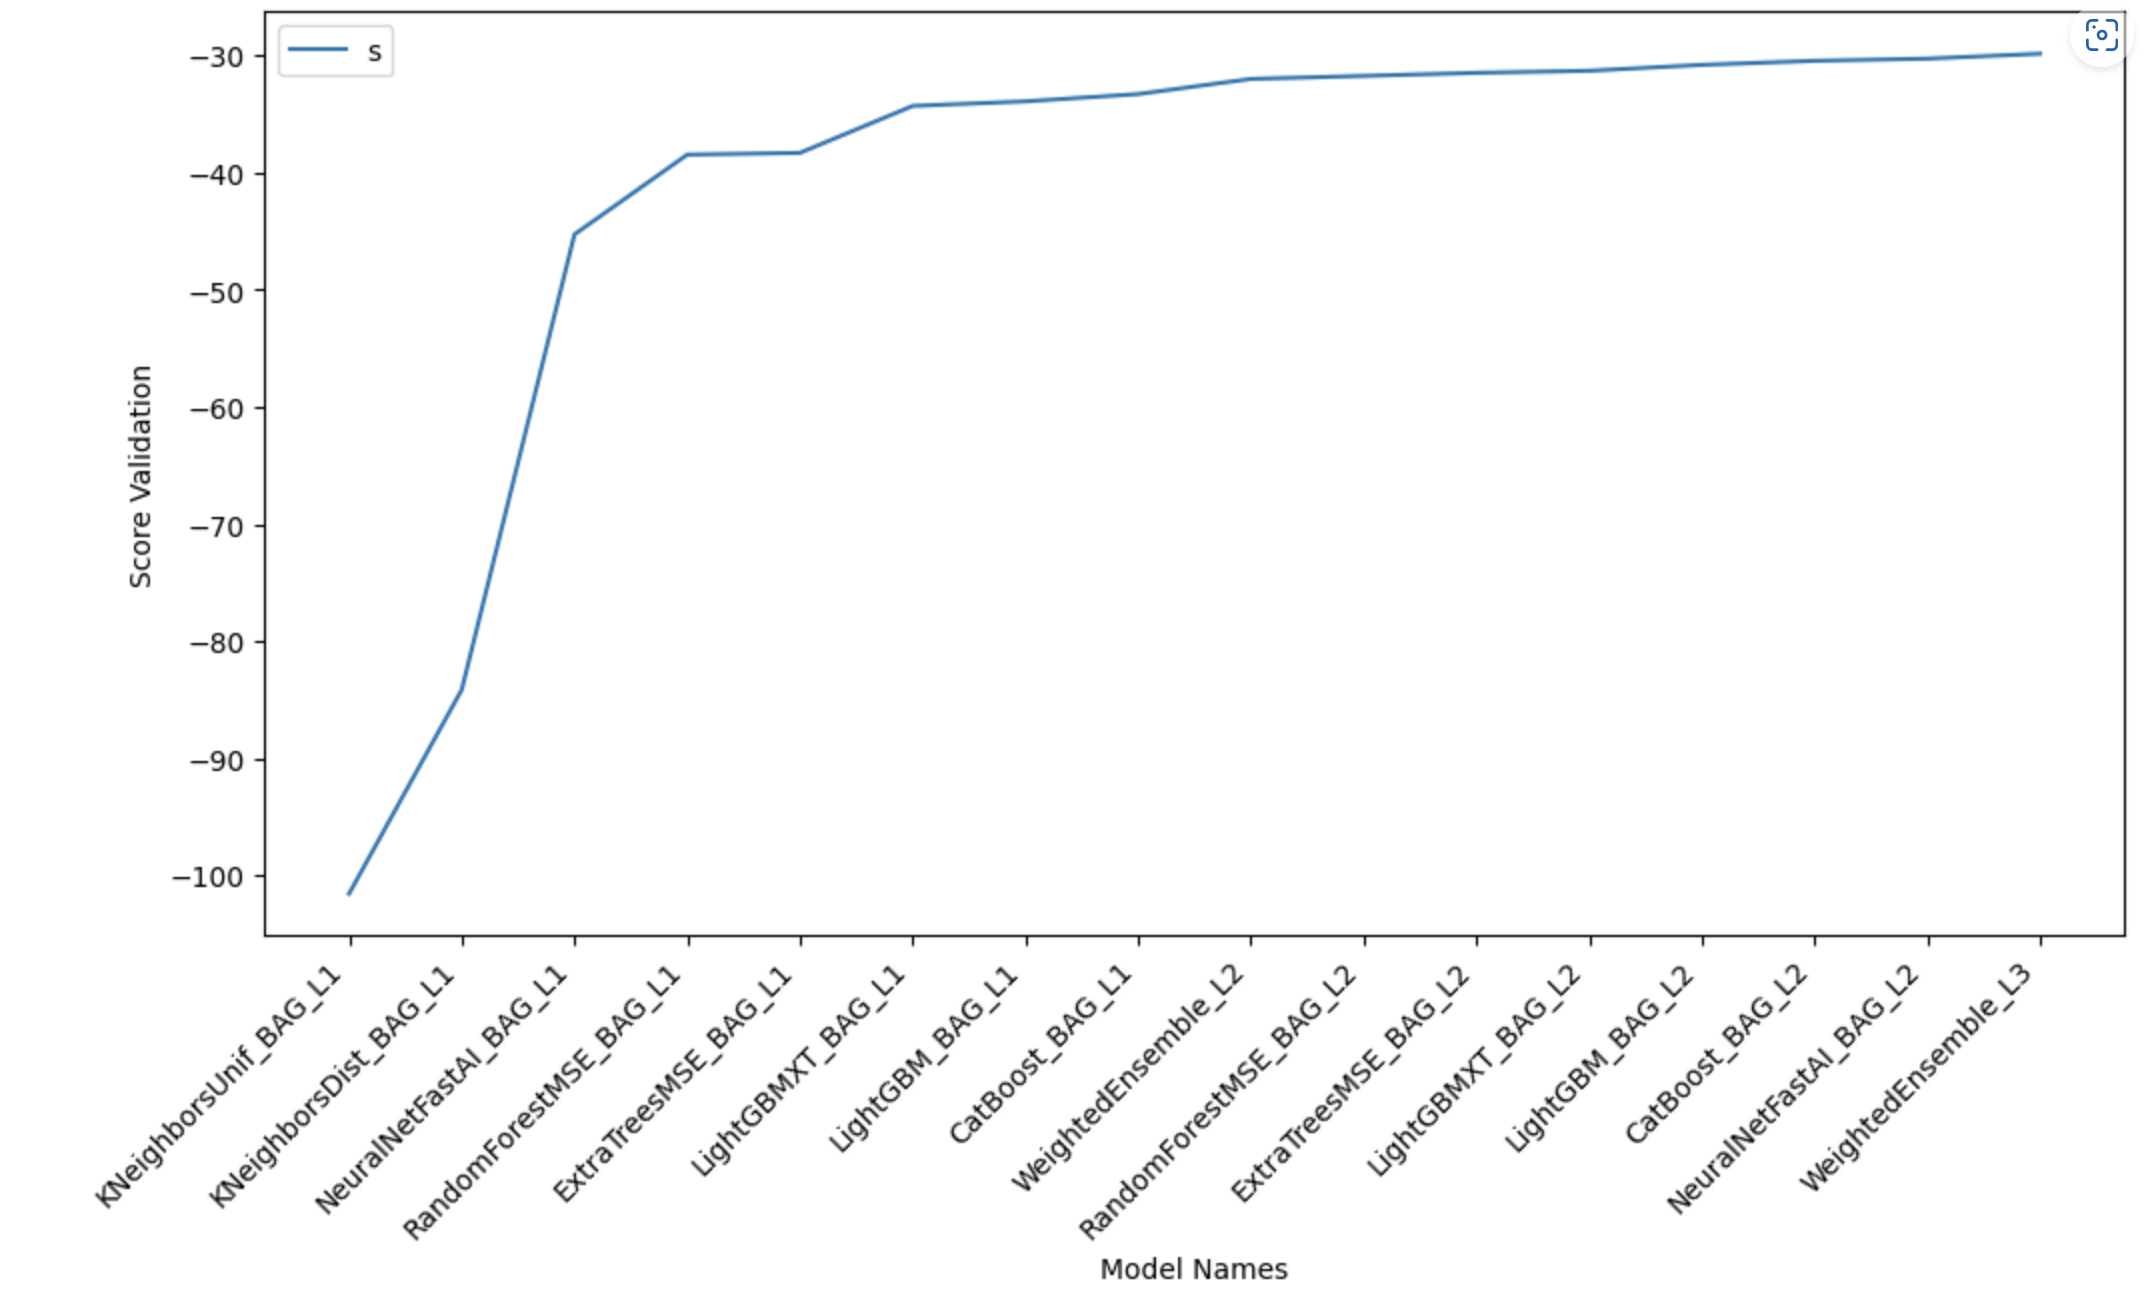 s
−30
−40
−50
−60
−70
−80
−90
−100
Score Validation
KNeighborsUnif_BAG_L1
KNeighborsDist_BAG_L1
NeuralNetFastAI_BAG_L1
RandomForestMSE_BAG_L1
ExtraTreesMSE_BAG_L1
LightGBMXT_BAG_L1
LightGBM_BAG_L1
CatBoost_BAG_L1
WeightedEnsemble_L2
RandomForestMSE_BAG_L2
ExtraTreesMSE_BAG_L2
LightGBMXT_BAG_L2
LightGBM_BAG_L2
CatBoost_BAG_L2
NeuralNetFastAI_BAG_L2
WeightedEnsemble_L3
Model Names